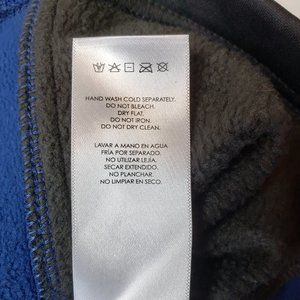 HAND WASH COLD SEPARATELY.
DO NOT BLEACH.
DRY FLAT.
DO NOT IRON.
DO NOT DRY CLEAN.
LAVAR A MANO EN AGUA
FRÍA POR SEPARADO.
NO UTILIZAR LEJÍA.
SECAR EXTENDIDO.
NO PLANCHAR.
NO LIMPIAR EN SECO.